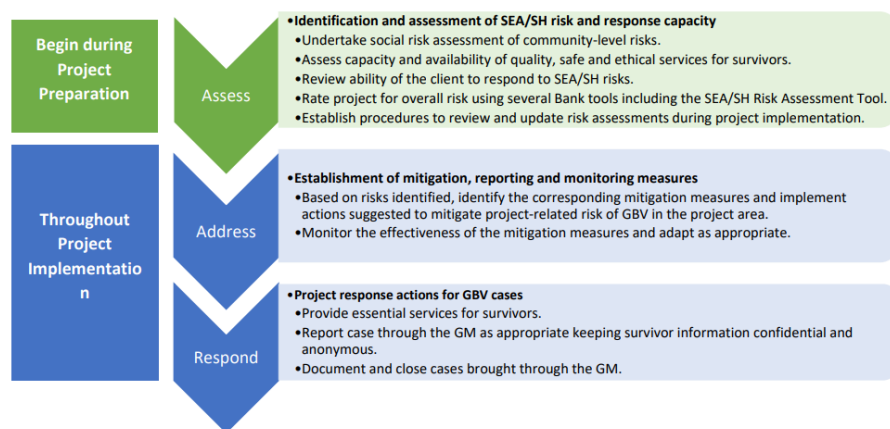 Begin during
Project
Preparation
Assess
•Identification and assessment of SEA/SH risk and response capacity
•Undertake social risk assessment of community-level risks.
•Assess capacity and availability of quality, safe and ethical services for survivors.
•Review ability of the client to respond to SEA/SH risks.
•Rate project for overall risk using several Bank tools including the SEA/SH Risk Assessment Tool.
•Establish procedures to review and update risk assessments during project implementation.
Throughout
Project
Implementatio
n
Address
•Establishment of mitigation, reporting and monitoring measures
•Based on risks identified, identify the corresponding mitigation measures and implement
actions suggested to mitigate project-related risk of GBV in the project area.
•Monitor the effectiveness of the mitigation measures and adapt as appropriate.
Respond
•Project response actions for GBV cases
•Provide essential services for survivors.
•Report case through the GM as appropriate keeping survivor information confidential and
anonymous.
•Document and close cases brought through the GM.